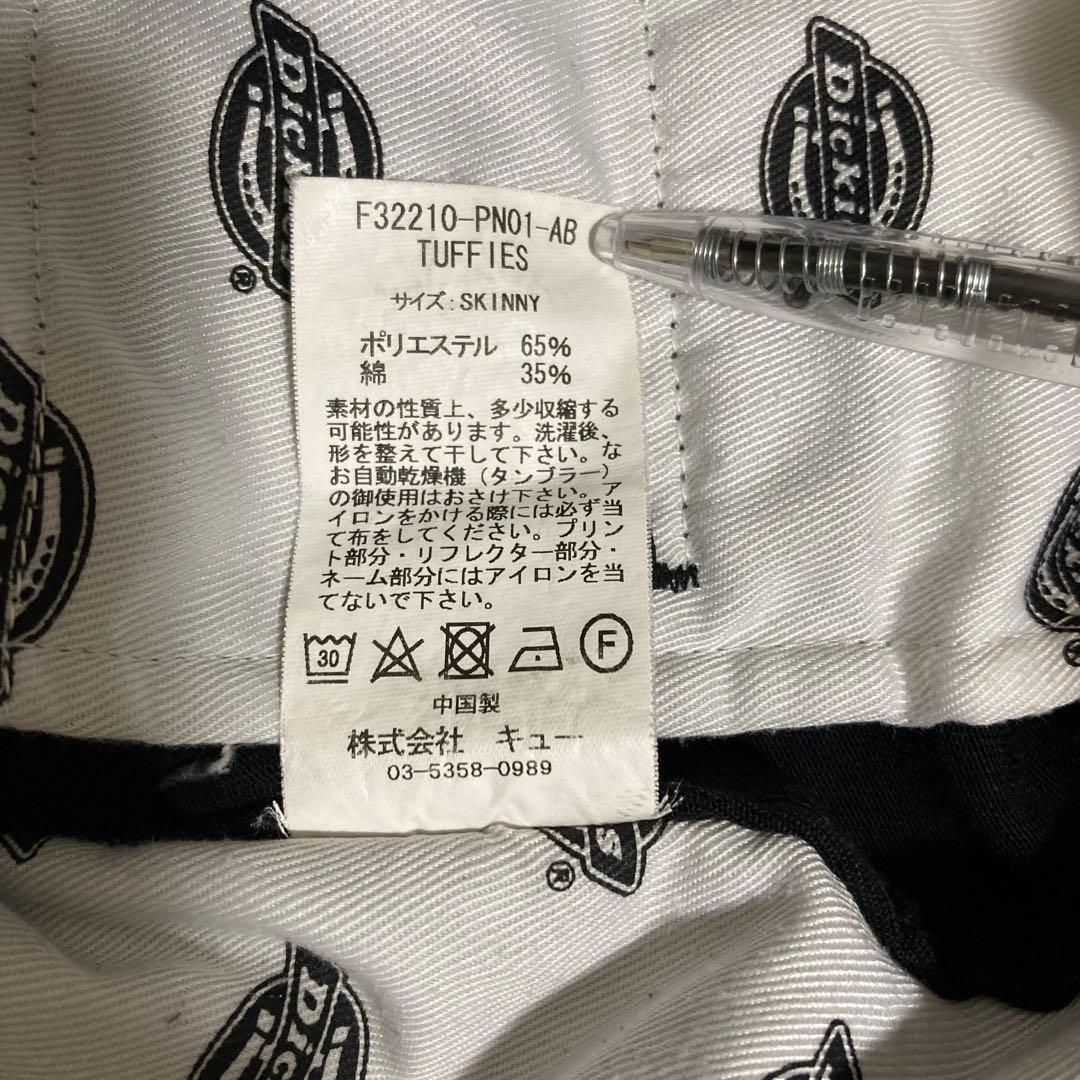 Dickies
®
Dickies
F32210-PN01-AB
TUFFIES
サイズ:SKINNY
ポリエステル 65%
綿 35%
素材の性質上、多少収縮する
可能性があります。洗濯後、
形を整えて干して下さい。な
お自動乾燥機(タンブラー)
の御使用はおさけ下さい。ア
イロンをかける際には必ず当
て布をしてください。プリン
ト部分・リフレクター部分・
ネーム部分にはアイロンを当
てないで下さい。
30
F
中国製
株式会社 キュー
03-5358-0989
®